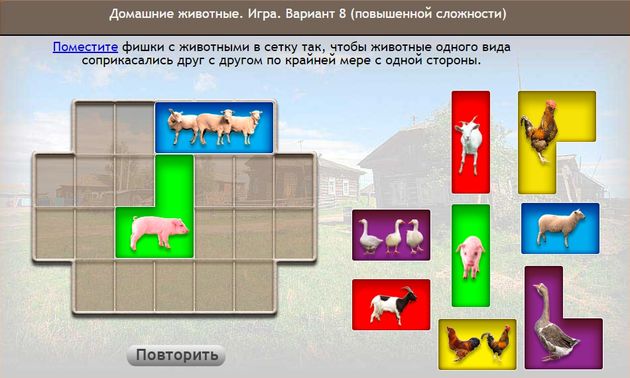 Домашние животные. Игра. Вариант 8 (повышенной сложности)
Поместите фишки с животными в сетку так, чтобы животные одного вида
соприкасались друг с другом по крайней мере с одной стороны.
Повторить